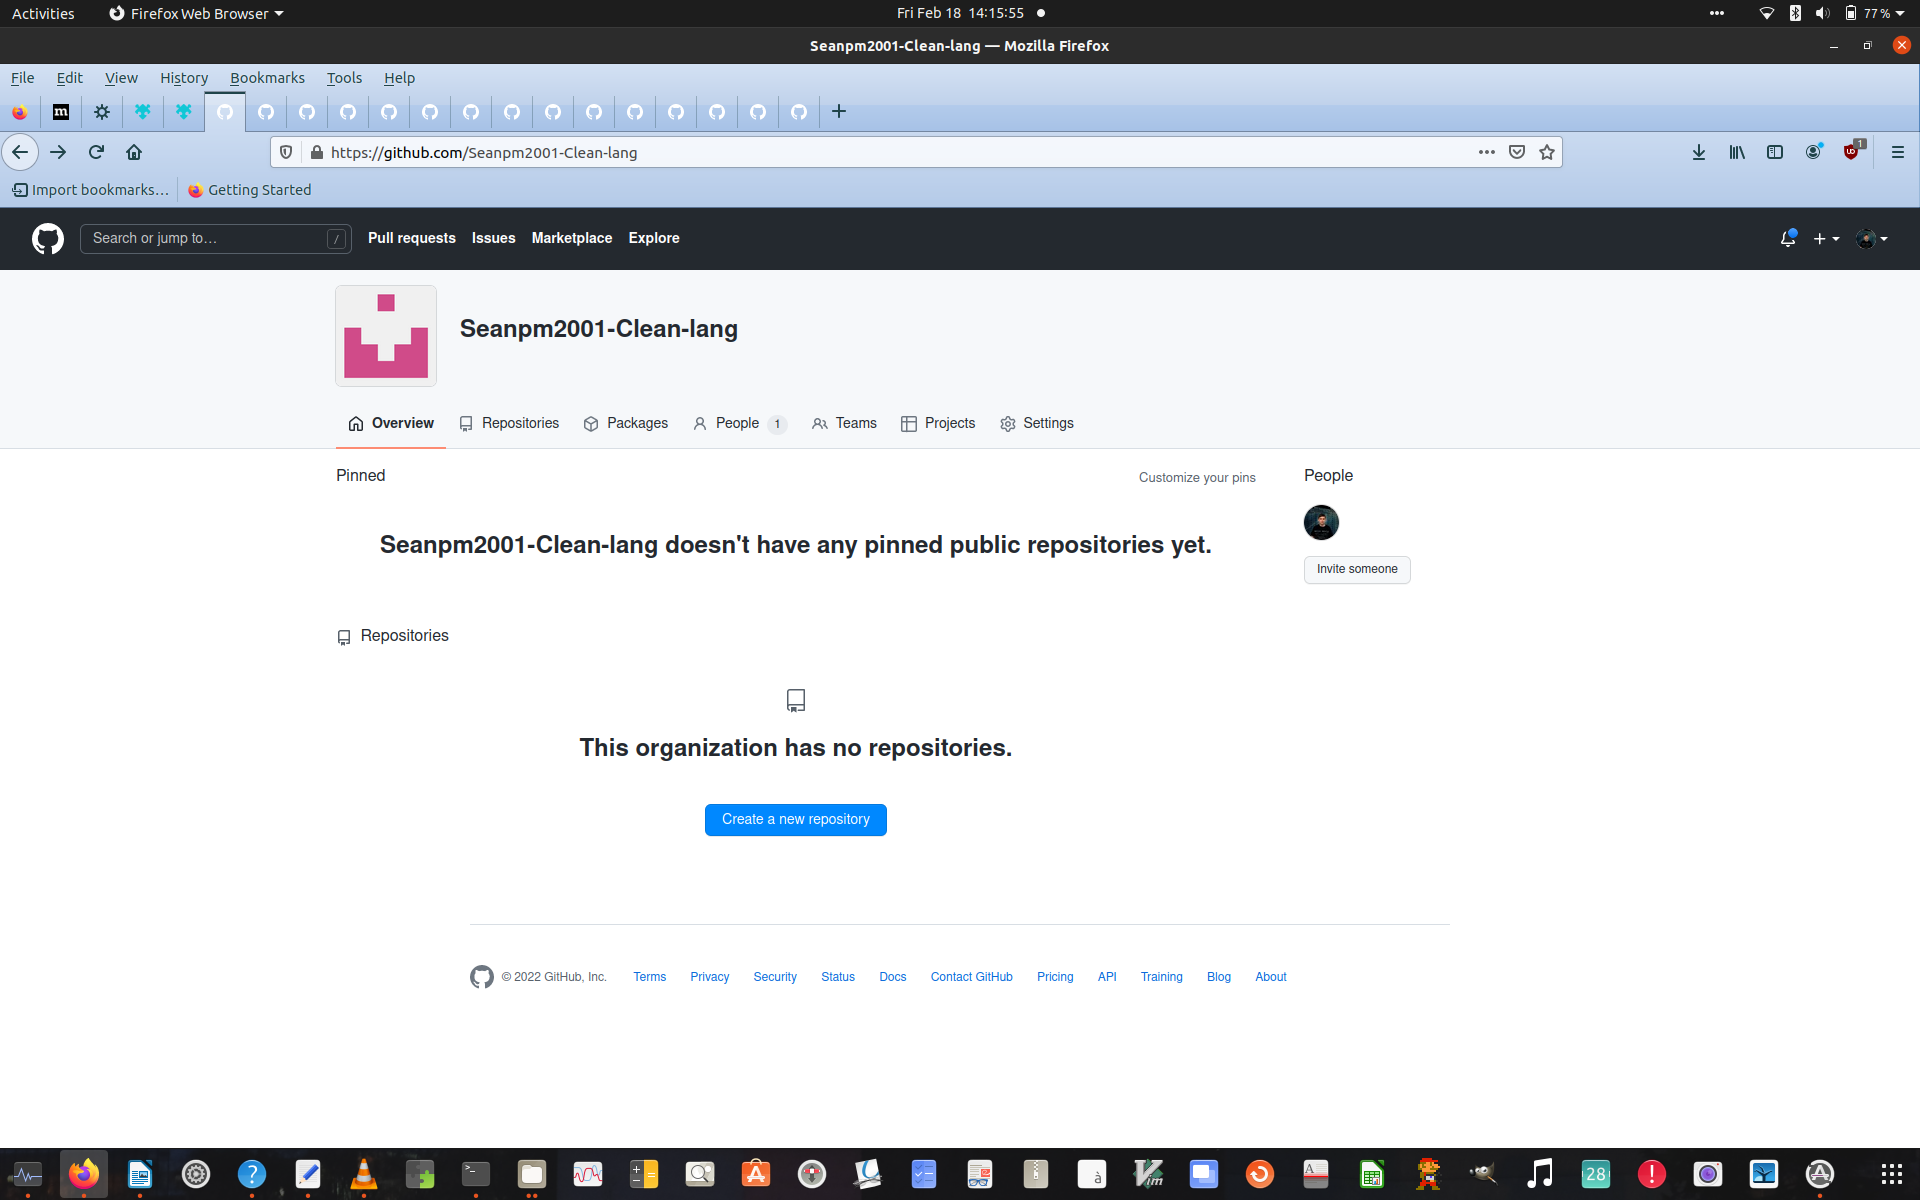 Activities Firefox Web Browser Fri Feb 18 14:15:55 77 %
Seanpm2001-Clean-lang — Mozilla Firefox
File Edit View History Bookmarks Tools Help
m
https://github.com/Seanpm2001-Clean-lang 1
Import bookmarks… Getting Started
Search or jump to… / Pull requests Issues Marketplace Explore
Seanpm2001-Clean-lang
Overview Repositories Packages People 1 Teams Projects Settings
Pinned Customize your pins People
Seanpm2001-Clean-lang doesn't have any pinned public repositories yet.
Invite someone
Repositories
This organization has no repositories.
Create a new repository
© 2022 GitHub, Inc. Terms Privacy Security Status Docs Contact GitHub Pricing API Training Blog About
? >_ à Vim A 28 !